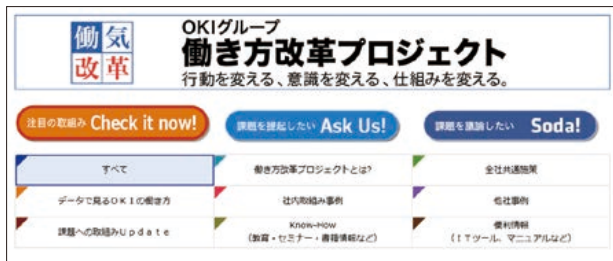 働気
改革
OKIグループ
働き方改革プロジェクト
行動を変える、意識を変える、仕組みを変える。
注目の取組み Check it now!
課題を提起したい Ask Us!
課題を議論したい Soda!
すべて
働き方改革プロジェクトとは?
全社共通施策
データで見るOKIの働き方
社内取組み事例
他社事例
課題への取組みUpdate
Know-How
(教育・セミナー・書籍情報など)
便利情報
(ITツール、マニュアルなど)